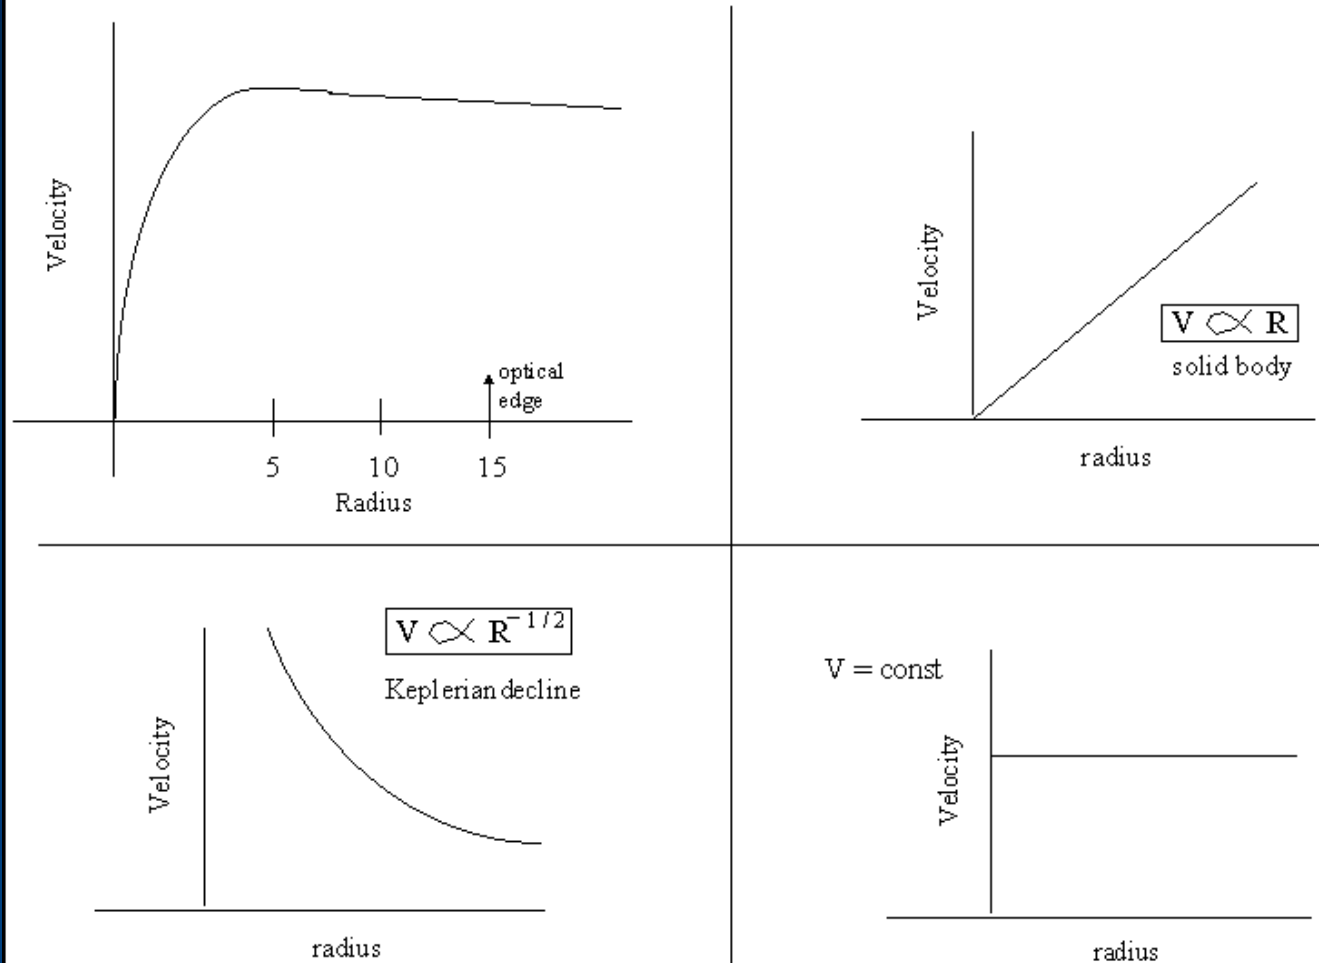 Velocity
optical
edge
5 10 15
Radius
Velocity
V ∝ R
solid body
radius
V ∝ R^-1/2
Keplerian decline
Velocity
radius
V = const
Velocity
radius